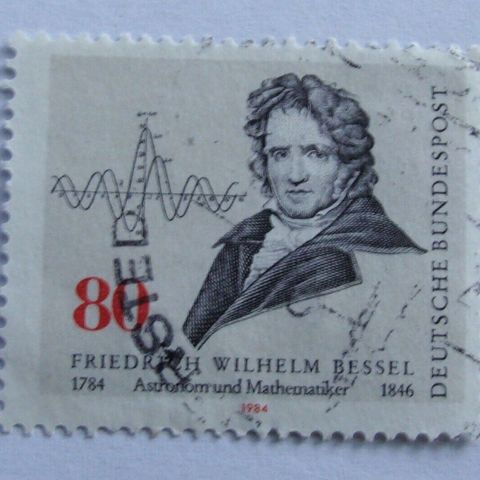 80
FRIEDRICH WILHELM BESSEL
1784 Astronom und Mathematiker 1846
1984
DEUTSCHE BUNDESPOST